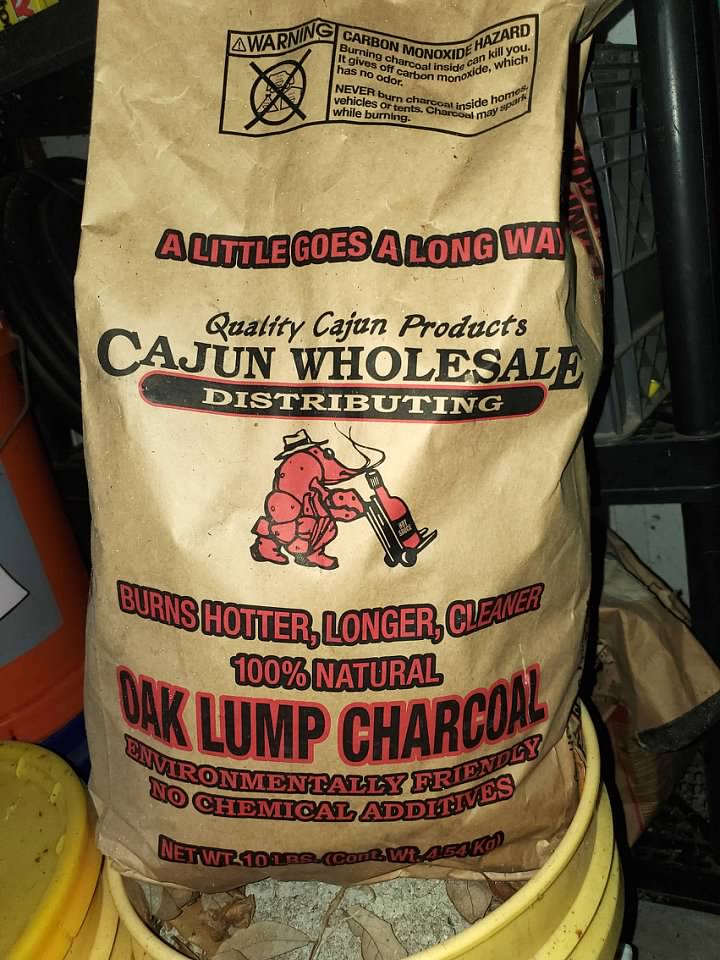 WARNING
CARBON MONOXIDE HAZARD
Burning charcoal inside can kill you.
It gives off carbon monoxide, which
has no odor.
NEVER burn charcoal inside homes,
vehicles or tents. Charcoal may spark
while burning.
A LITTLE GOES A LONG WAY
Quality Cajun Products
CAJUN WHOLESALE
DISTRIBUTING
HOT
SAUCE
BURNS HOTTER, LONGER, CLEANER
100% NATURAL
OAK LUMP CHARCOAL
ENVIRONMENTALLY FRIENDLY
NO CHEMICAL ADDITIVES
NET WT. 10 LBS. (Cont. Wt. 4.54 Kg)